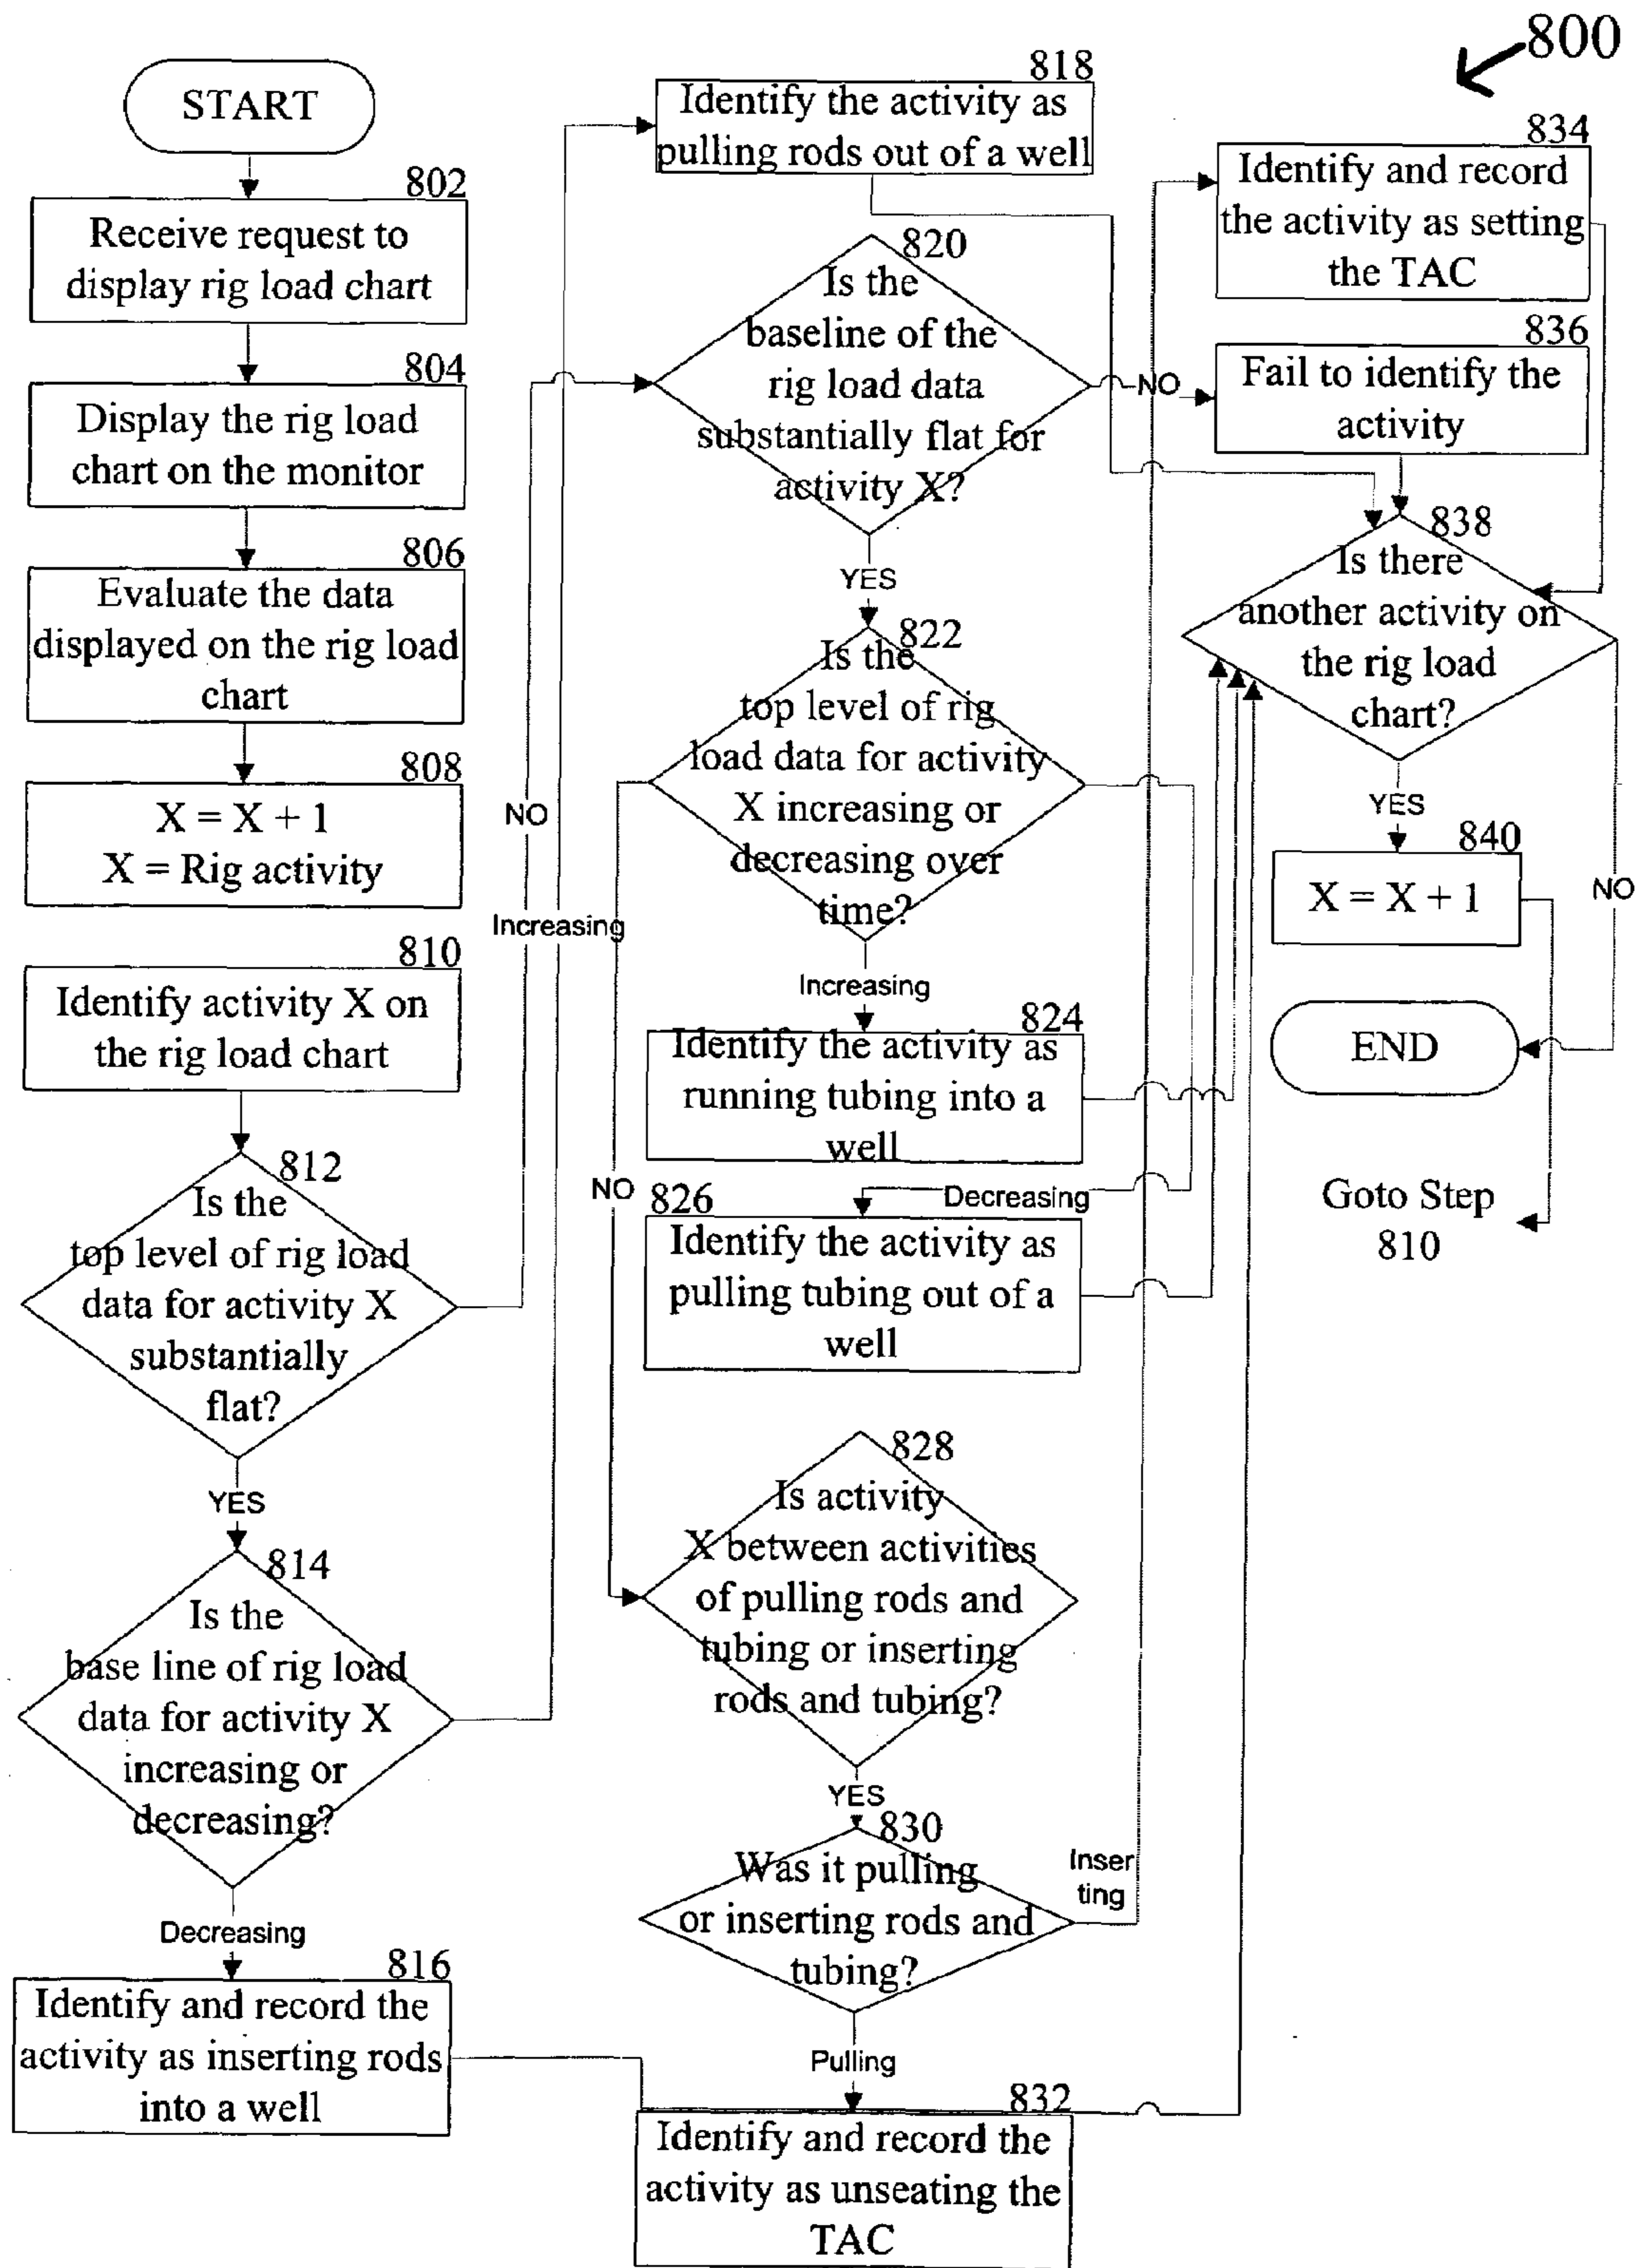 800
START
802
Receive request to
display rig load chart
804
Display the rig load
chart on the monitor
806
Evaluate the data
displayed on the rig load
chart
808
X = X + 1
X = Rig activity
810
Identify activity X on
the rig load chart
812
Is the
top level of rig load
data for activity X
substantially
flat?
NO
YES
814
Is the
base line of rig load
data for activity X
increasing or
decreasing?
Increasing
Decreasing
816
Identify and record the
activity as inserting rods
into a well
818
Identify the activity as
pulling rods out of a well
820
Is the
baseline of the
rig load data
substantially flat for
activity X?
NO
YES
822
Is the
top level of rig
load data for activity
X increasing or
decreasing over
time?
Increasing
824
Identify the activity as
running tubing into a
well
NO
Decreasing
826
Identify the activity as
pulling tubing out of a
well
828
Is activity
X between activities
of pulling rods and
tubing or inserting
rods and tubing?
YES
830
Was it pulling
or inserting rods and
tubing?
Inser
ting
Pulling
832
Identify and record the
activity as unseating the
TAC
834
Identify and record
the activity as setting
the TAC
836
Fail to identify the
activity
838
Is there
another activity on
the rig load
chart?
YES
NO
840
X = X + 1
END
Goto Step
810